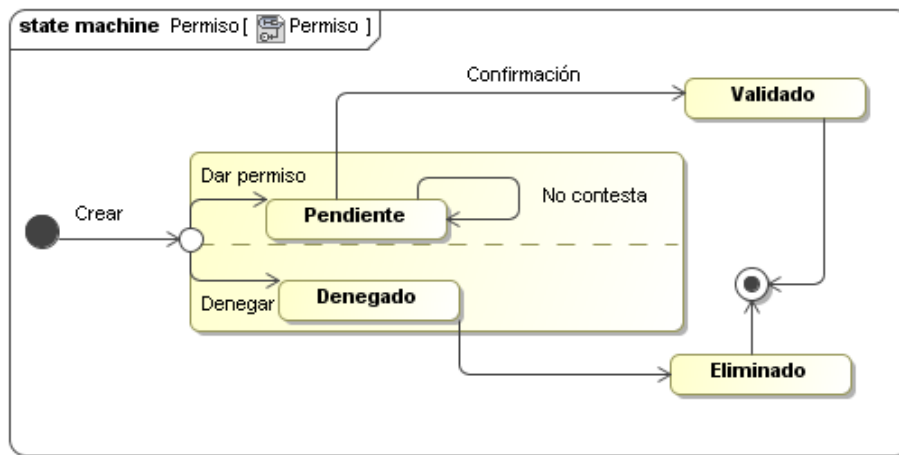 state machine Permiso [ Permiso ]
Confirmación
Validado
Dar permiso
Pendiente
No contesta
Crear
Denegar
Denegado
Eliminado